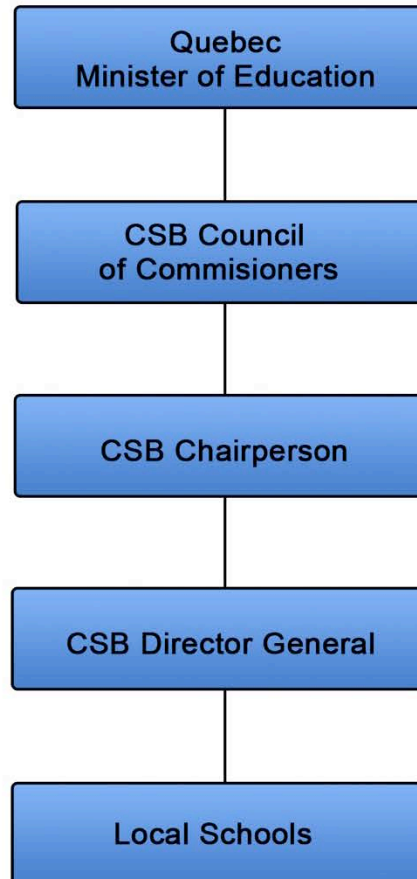 Quebec
Minister of Education
CSB Council
of Commisioners
CSB Chairperson
CSB Director General
Local Schools